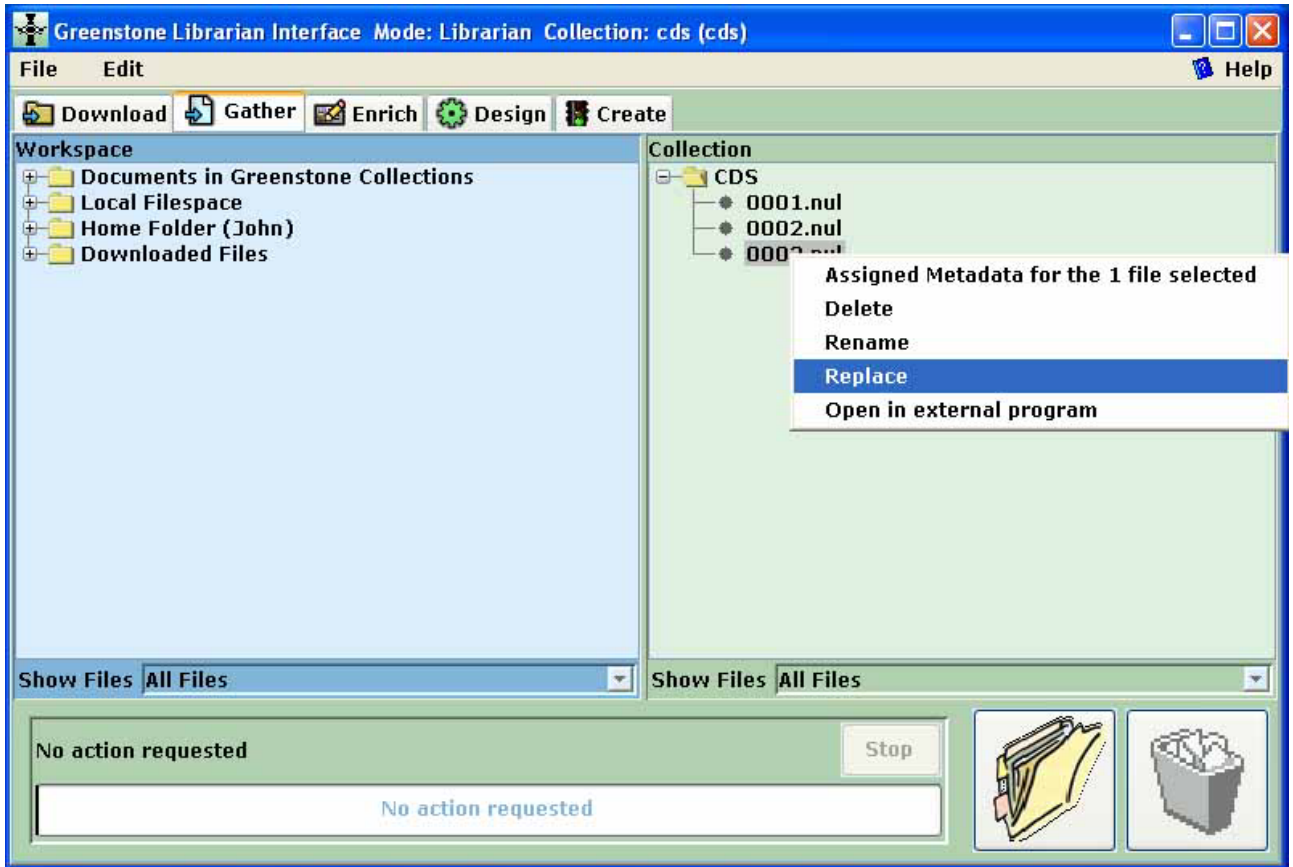 Greenstone Librarian Interface Mode: Librarian Collection: cds (cds)
File Edit Help
Download Gather Enrich Design Create
Workspace
Documents in Greenstone Collections
Local Filespace
Home Folder (John)
Downloaded Files
Show Files All Files
Collection
CDS
0001.nul
0002.nul
Assigned Metadata for the 1 file selected
Delete
Rename
Replace
Open in external program
Show Files All Files
No action requested
Stop
No action requested